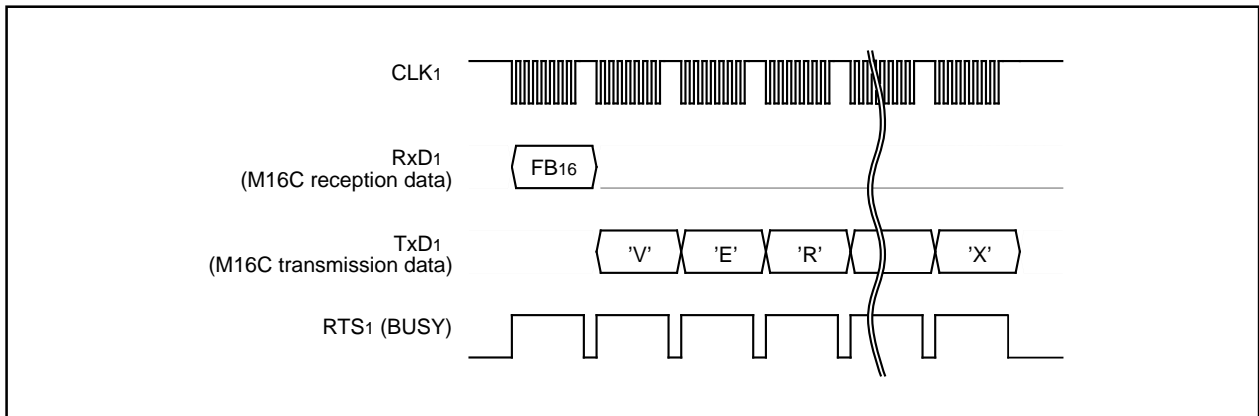 CLK1
RxD1
(M16C reception data)
FB16
TxD1
(M16C transmission data)
'V' 'E' 'R' 'X'
RTS1 (BUSY)